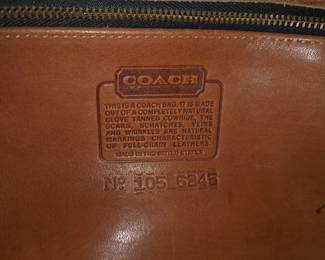 COACH
THIS IS A COACH BAG. IT IS MADE
OUT OF A COMPLETELY NATURAL
GLOVE TANNED COWHIDE, THE
SCARS, SCRATCHES, VEINS
AND WRINKLES ARE NATURAL
MARKINGS CHARACTERISTIC
OF FULL-GRAIN LEATHERS.
MADE IN THE UNITED STATES
No 105 6245